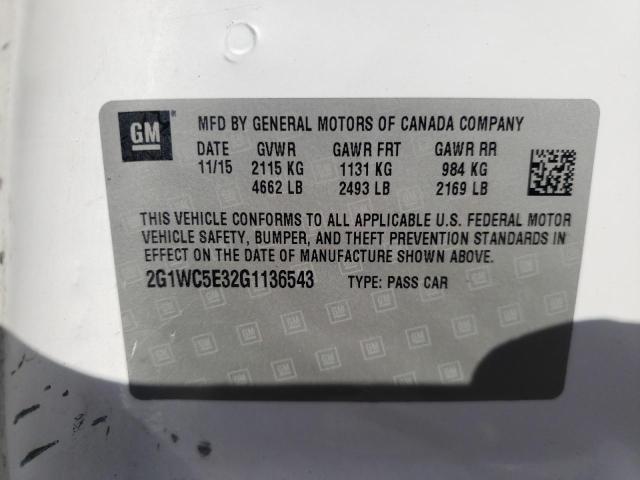 GM
MFD BY GENERAL MOTORS OF CANADA COMPANY
DATE GVWR GAWR FRT GAWR RR
11/15 2115 KG 1131 KG 984 KG
4662 LB 2493 LB 2169 LB
THIS VEHICLE CONFORMS TO ALL APPLICABLE U.S. FEDERAL MOTOR
VEHICLE SAFETY, BUMPER, AND THEFT PREVENTION STANDARDS IN
EFFECT ON THE DATE OF MANUFACTURE SHOWN ABOVE.
2G1WC5E32G1136543 TYPE: PASS CAR